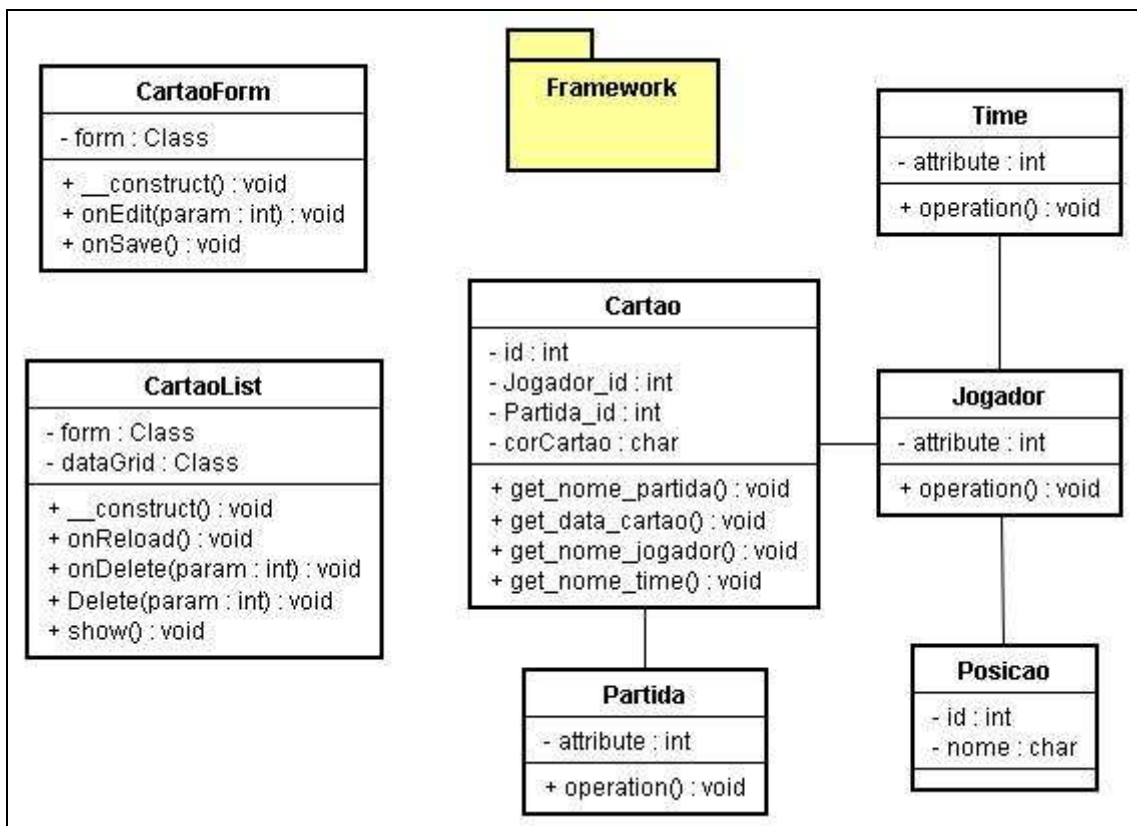 CartaoForm
- form : Class
+ __construct() : void
+ onEdit(param : int) : void
+ onSave() : void
Framework
Time
- attribute : int
+ operation() : void
CartaoList
- form : Class
- dataGrid : Class
+ __construct() : void
+ onReload() : void
+ onDelete(param : int) : void
+ Delete(param : int) : void
+ show() : void
Cartao
- id : int
- Jogador_id : int
- Partida_id : int
- corCartao : char
+ get_nome_partida() : void
+ get_data_cartao() : void
+ get_nome_jogador() : void
+ get_nome_time() : void
Jogador
- attribute : int
+ operation() : void
Partida
- attribute : int
+ operation() : void
Posicao
- id : int
- nome : char